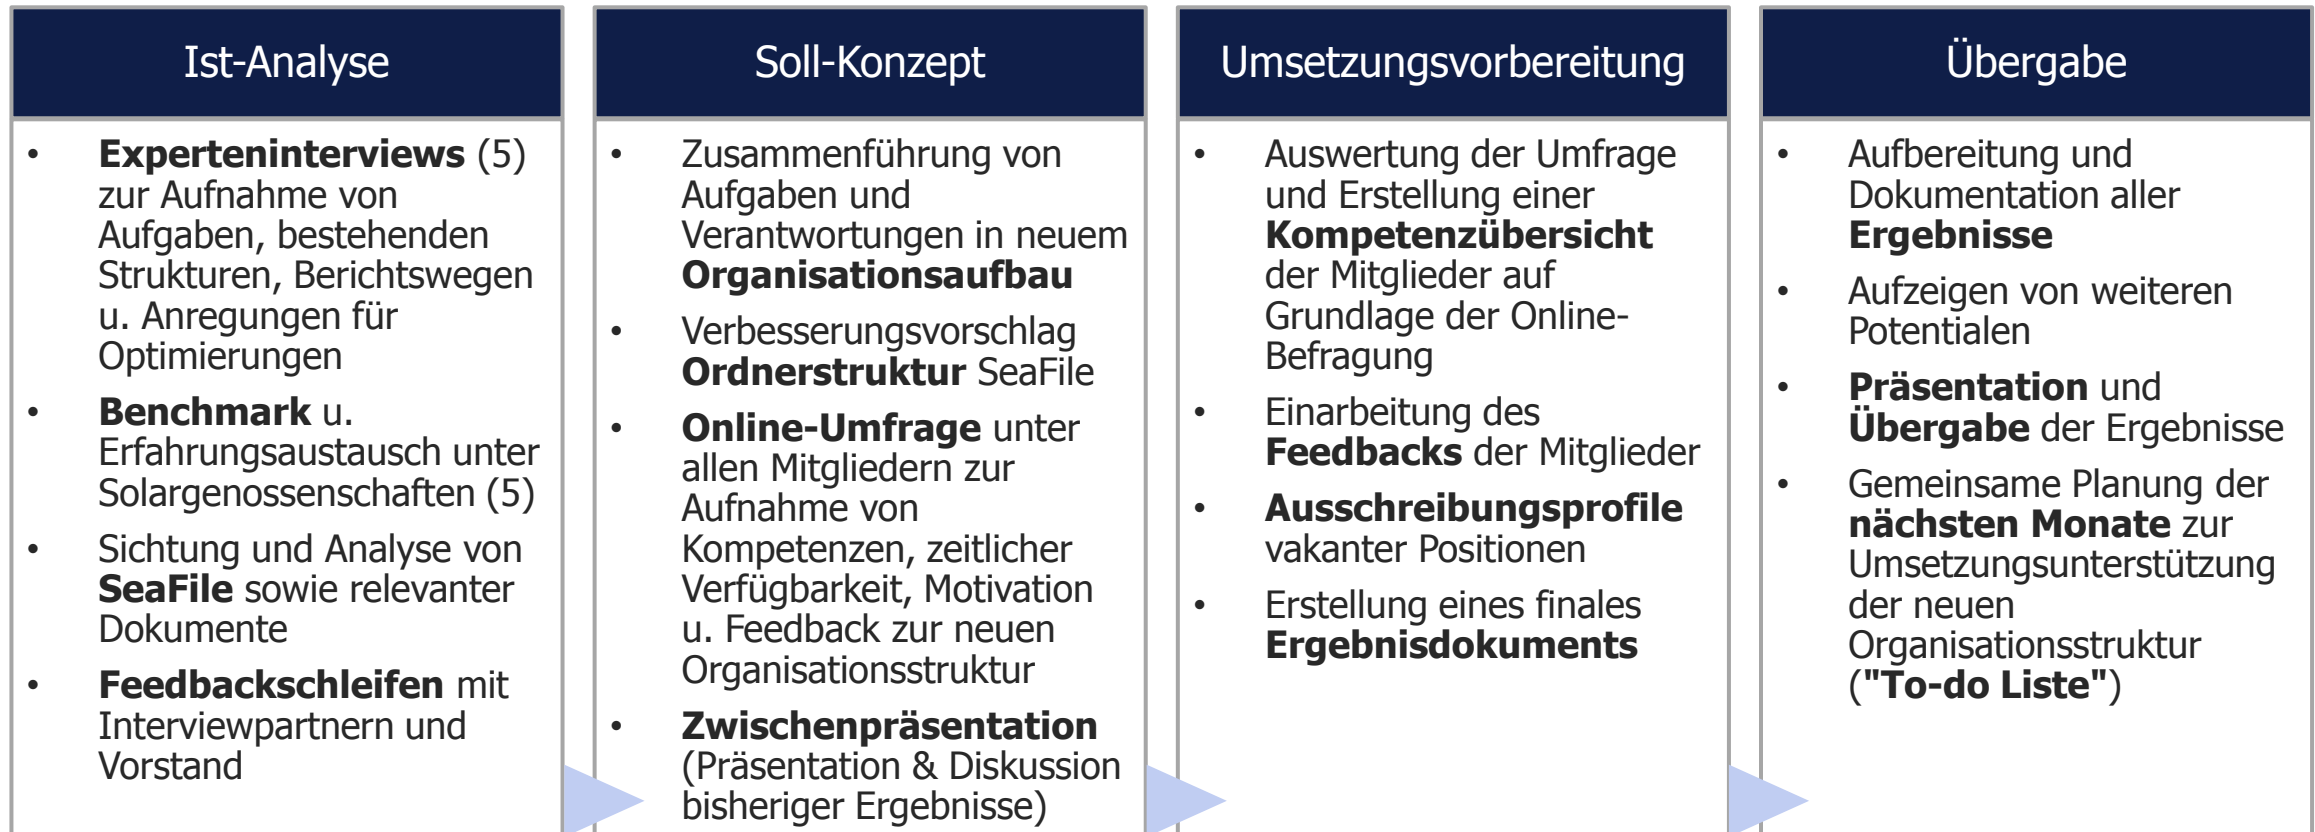 Ist-Analyse
• Experteninterviews (5)
zur Aufnahme von
Aufgaben, bestehenden
Strukturen, Berichtswegen
u. Anregungen für
Optimierungen
• Benchmark u.
Erfahrungsaustausch unter
Solargenossenschaften (5)
• Sichtung und Analyse von
SeaFile sowie relevanter
Dokumente
• Feedbackschleifen mit
Interviewpartnern und
Vorstand
Soll-Konzept
• Zusammenführung von
Aufgaben und
Verantwortungen in neuem
Organisationsaufbau
• Verbesserungsvorschlag
Ordnerstruktur SeaFile
• Online-Umfrage unter
allen Mitgliedern zur
Aufnahme von
Kompetenzen, zeitlicher
Verfügbarkeit, Motivation
u. Feedback zur neuen
Organisationsstruktur
• Zwischenpräsentation
(Präsentation & Diskussion
bisheriger Ergebnisse)
Umsetzungsvorbereitung
• Auswertung der Umfrage
und Erstellung einer
Kompetenzübersicht
der Mitglieder auf
Grundlage der Online-
Befragung
• Einarbeitung des
Feedbacks der Mitglieder
• Ausschreibungsprofile
vakanter Positionen
• Erstellung eines finales
Ergebnisdokuments
Übergabe
• Aufbereitung und
Dokumentation aller
Ergebnisse
• Aufzeigen von weiteren
Potentialen
• Präsentation und
Übergabe der Ergebnisse
• Gemeinsame Planung der
nächsten Monate zur
Umsetzungsunterstützung
der neuen
Organisationsstruktur
("To-do Liste")